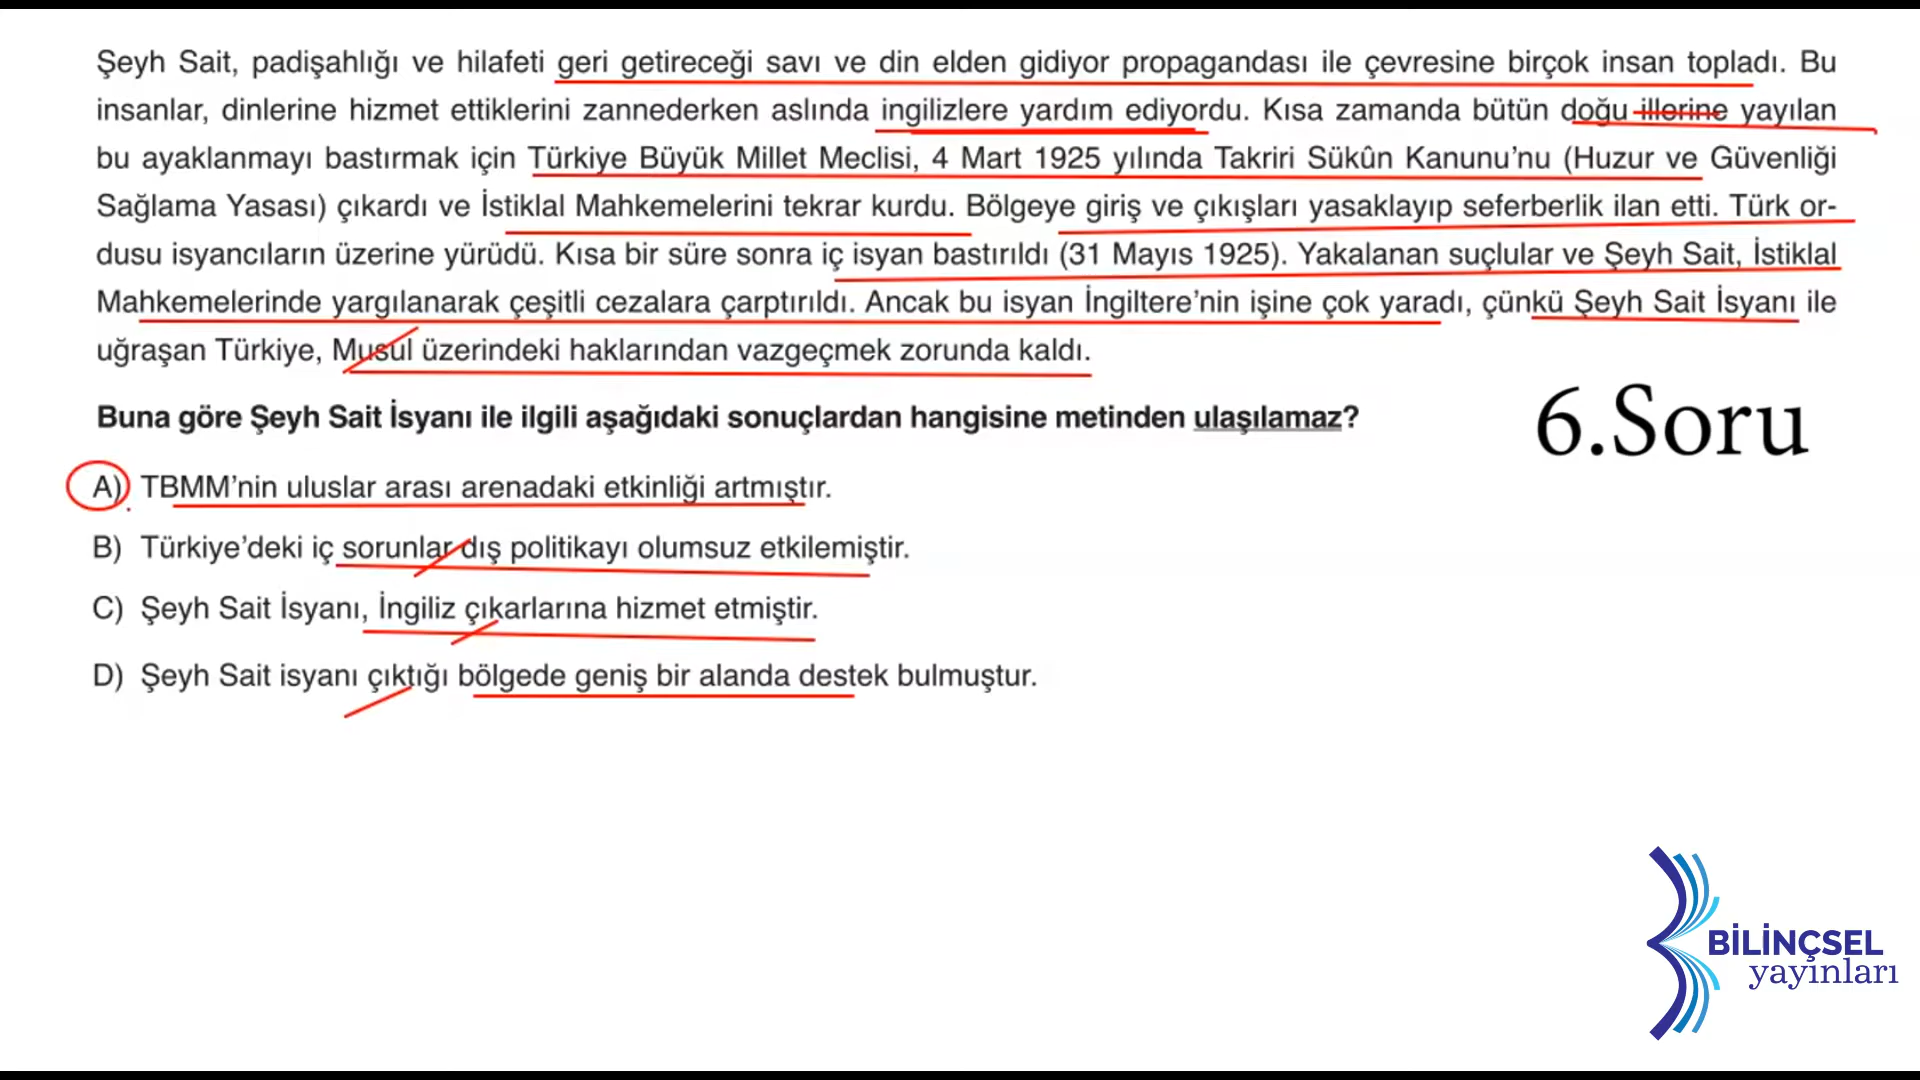 Şeyh Sait, padişahlığı ve hilafeti geri getireceği savı ve din elden gidiyor propagandası ile çevresine birçok insan topladı. Bu
insanlar, dinlerine hizmet ettiklerini zannederken aslında ingilizlere yardım ediyordu. Kısa zamanda bütün doğu illerine yayılan
bu ayaklanmayı bastırmak için Türkiye Büyük Millet Meclisi, 4 Mart 1925 yılında Takriri Sükûn Kanunu’nu (Huzur ve Güvenliği
Sağlama Yasası) çıkardı ve İstiklal Mahkemelerini tekrar kurdu. Bölgeye giriş ve çıkışları yasaklayıp seferberlik ilan etti. Türk or-
dusu isyancıların üzerine yürüdü. Kısa bir süre sonra iç isyan bastırıldı (31 Mayıs 1925). Yakalanan suçlular ve Şeyh Sait, İstiklal
Mahkemelerinde yargılanarak çeşitli cezalara çarptırıldı. Ancak bu isyan İngiltere’nin işine çok yaradı, çünkü Şeyh Sait İsyanı ile
uğraşan Türkiye, Musul üzerindeki haklarından vazgeçmek zorunda kaldı.
Buna göre Şeyh Sait İsyanı ile ilgili aşağıdaki sonuçlardan hangisine metinden ulaşılamaz?
6.Soru
A) TBMM’nin uluslar arası arenadaki etkinliği artmıştır.
B) Türkiye’deki iç sorunlar dış politikayı olumsuz etkilemiştir.
C) Şeyh Sait İsyanı, İngiliz çıkarlarına hizmet etmiştir.
D) Şeyh Sait isyanı çıktığı bölgede geniş bir alanda destek bulmuştur.
BİLİNÇSEL
yayınları